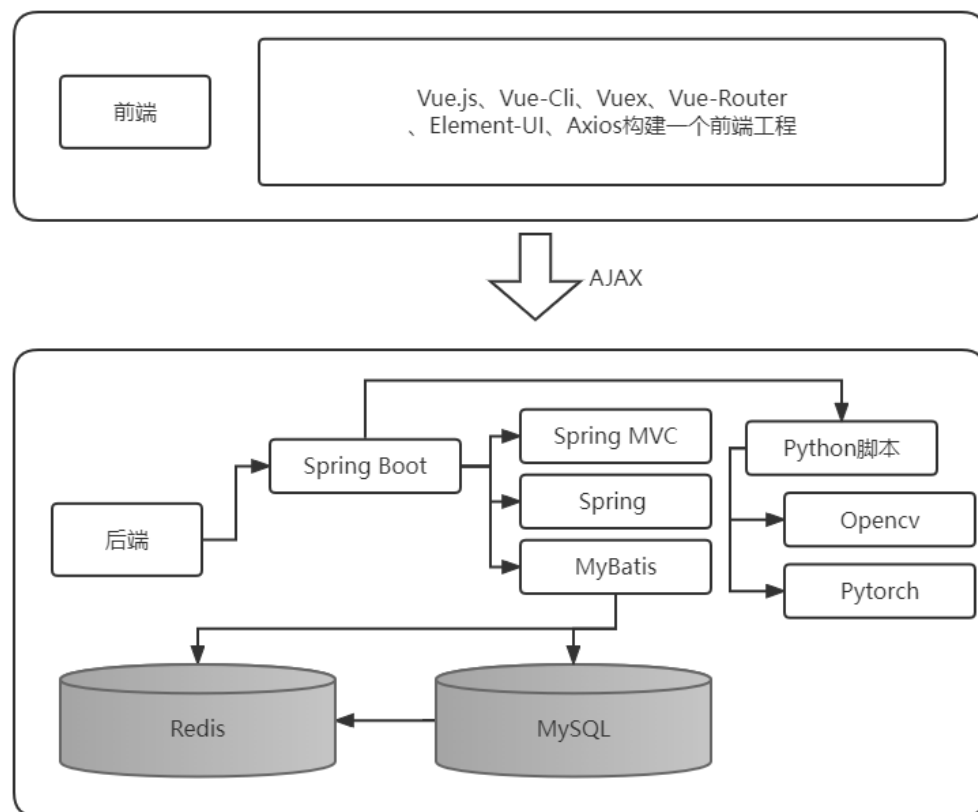 前端
Vue.js、Vue-Cli、Vuex、Vue-Router
、Element-UI、Axios构建一个前端工程
AJAX
Spring Boot
Spring MVC
Python脚本
Spring
Opencv
后端
MyBatis
Pytorch
Redis
MySQL